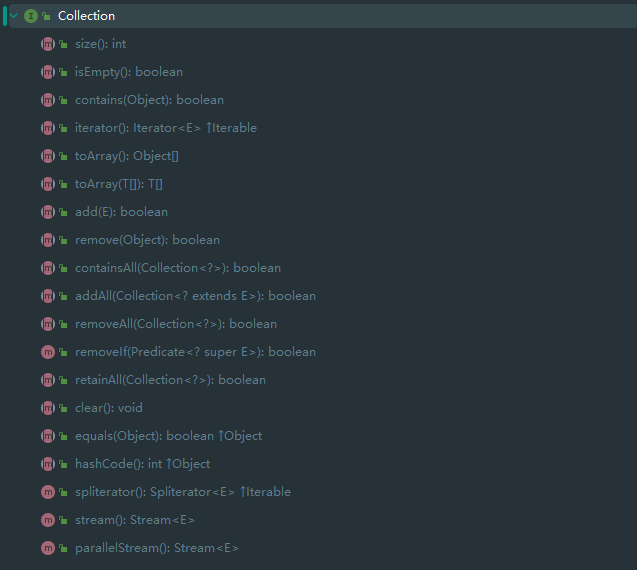 Collection
size(): int
isEmpty(): boolean
contains(Object): boolean
iterator(): Iterator<E> ↑Iterable
toArray(): Object[]
toArray(T[]): T[]
add(E): boolean
remove(Object): boolean
containsAll(Collection<?>): boolean
addAll(Collection<? extends E>): boolean
removeAll(Collection<?>): boolean
removeIf(Predicate<? super E>): boolean
retainAll(Collection<?>): boolean
clear(): void
equals(Object): boolean ↑Object
hashCode(): int ↑Object
spliterator(): Spliterator<E> ↑Iterable
stream(): Stream<E>
parallelStream(): Stream<E>